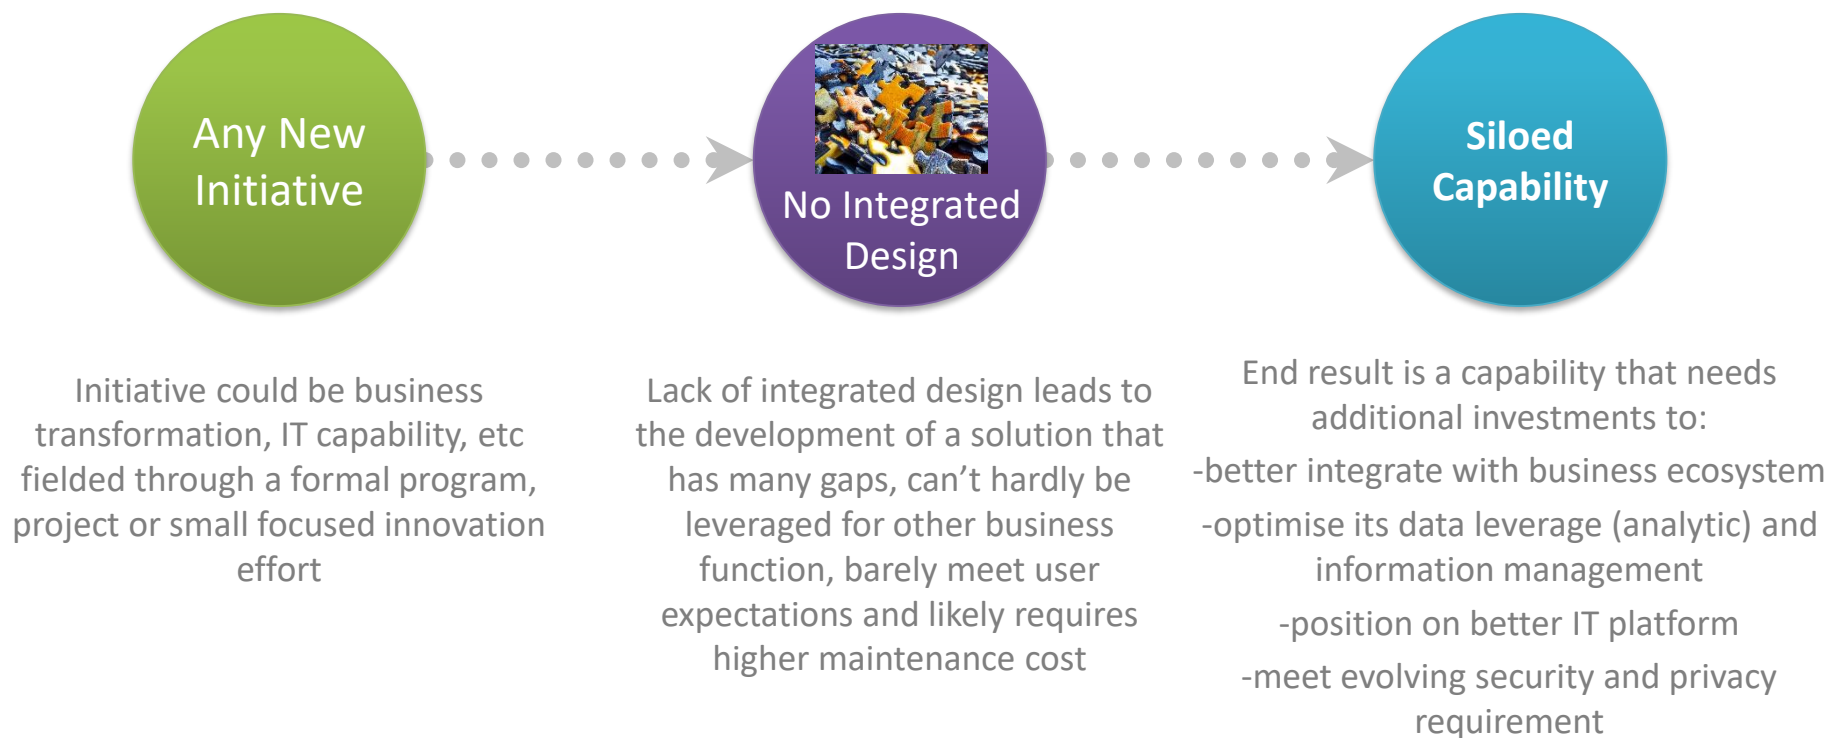 Any New
Initiative
No Integrated
Design
Siloed
Capability
Initiative could be business
transformation, IT capability, etc
fielded through a formal program,
project or small focused innovation
effort
Lack of integrated design leads to
the development of a solution that
has many gaps, can’t hardly be
leveraged for other business
function, barely meet user
expectations and likely requires
higher maintenance cost
End result is a capability that needs
additional investments to:
-better integrate with business ecosystem
-optimise its data leverage (analytic) and
information management
-position on better IT platform
-meet evolving security and privacy
requirement